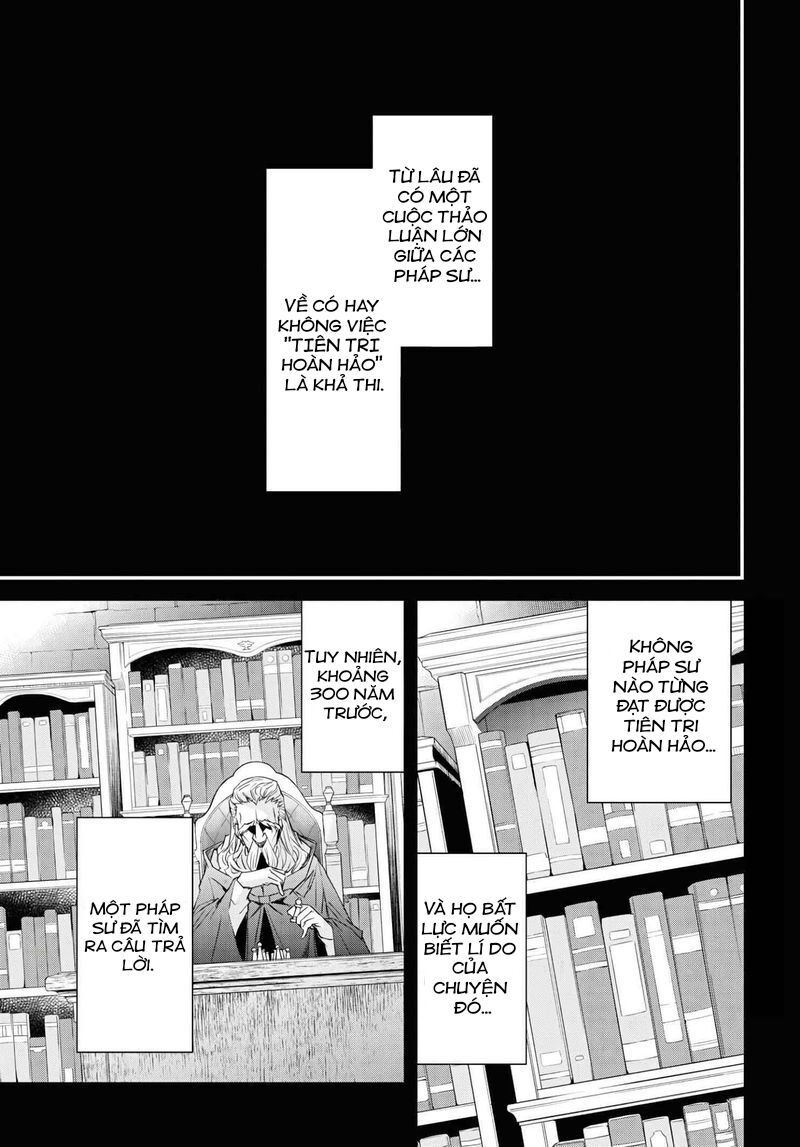 TỪ LÂU ĐÃ
CÓ MỘT
CUỘC THẢO
LUẬN LỚN
GIỮA CÁC
PHÁP SƯ...
VỀ CÓ HAY
KHÔNG VIỆC
"TIÊN TRI
HOÀN HẢO"
LÀ KHẢ THI.
KHÔNG
PHÁP SƯ
NÀO TỪNG
ĐẠT ĐƯỢC
TIÊN TRI
HOÀN HẢO...
VÀ HỌ BẤT
LỰC MUỐN
BIẾT LÍ DO
CỦA
CHUYỆN
ĐÓ...
TUY NHIÊN,
KHOẢNG
300 NĂM
TRƯỚC,
MỘT PHÁP
SƯ ĐÃ TÌM
RA CÂU TRẢ
LỜI.